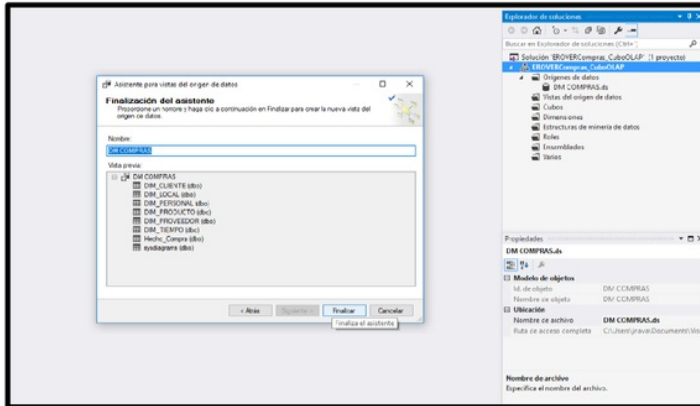 Asistente para vistas del origen de datos
Finalización del asistente
Proporcione un nombre y haga clic a continuación en Finalizar para crear la nueva vista del
origen de datos.
Nombre:
DM COMPRAS
Vista previa:
DM COMPRAS
DIM_CLIENTE (dbo)
DIM_LOCAL (dbo)
DIM_PERSONAL (dbo)
DIM_PRODUCTO (dbo)
DIM_PROVEEDOR (dbo)
DIM_TIEMPO (dbo)
Hecho_Compra (dbo)
sysdiagrams (dbo)
< Atrás
Siguiente >
Finalizar
Cancelar
Finaliza el asistente
Explorador de soluciones
Buscar en Explorador de soluciones (Ctrl+
Solución "EROVERCompras_CuboOLAP" (1 proyecto)
EROVERCompras_CuboOLAP
Orígenes de datos
DM COMPRAS.ds
Vistas del origen de datos
Cubos
Dimensiones
Estructuras de minería de datos
Roles
Ensamblados
Varios
Propiedades
DM COMPRAS.ds
Modelo de objetos
Id. de objeto DM COMPRAS
Nombre de objeto DM COMPRAS
Ubicación
Nombre de archivo DM COMPRAS.ds
Ruta de acceso completa C:\Users\jravar\Documents\Vis
Nombre de archivo
Especifica el nombre del archivo.